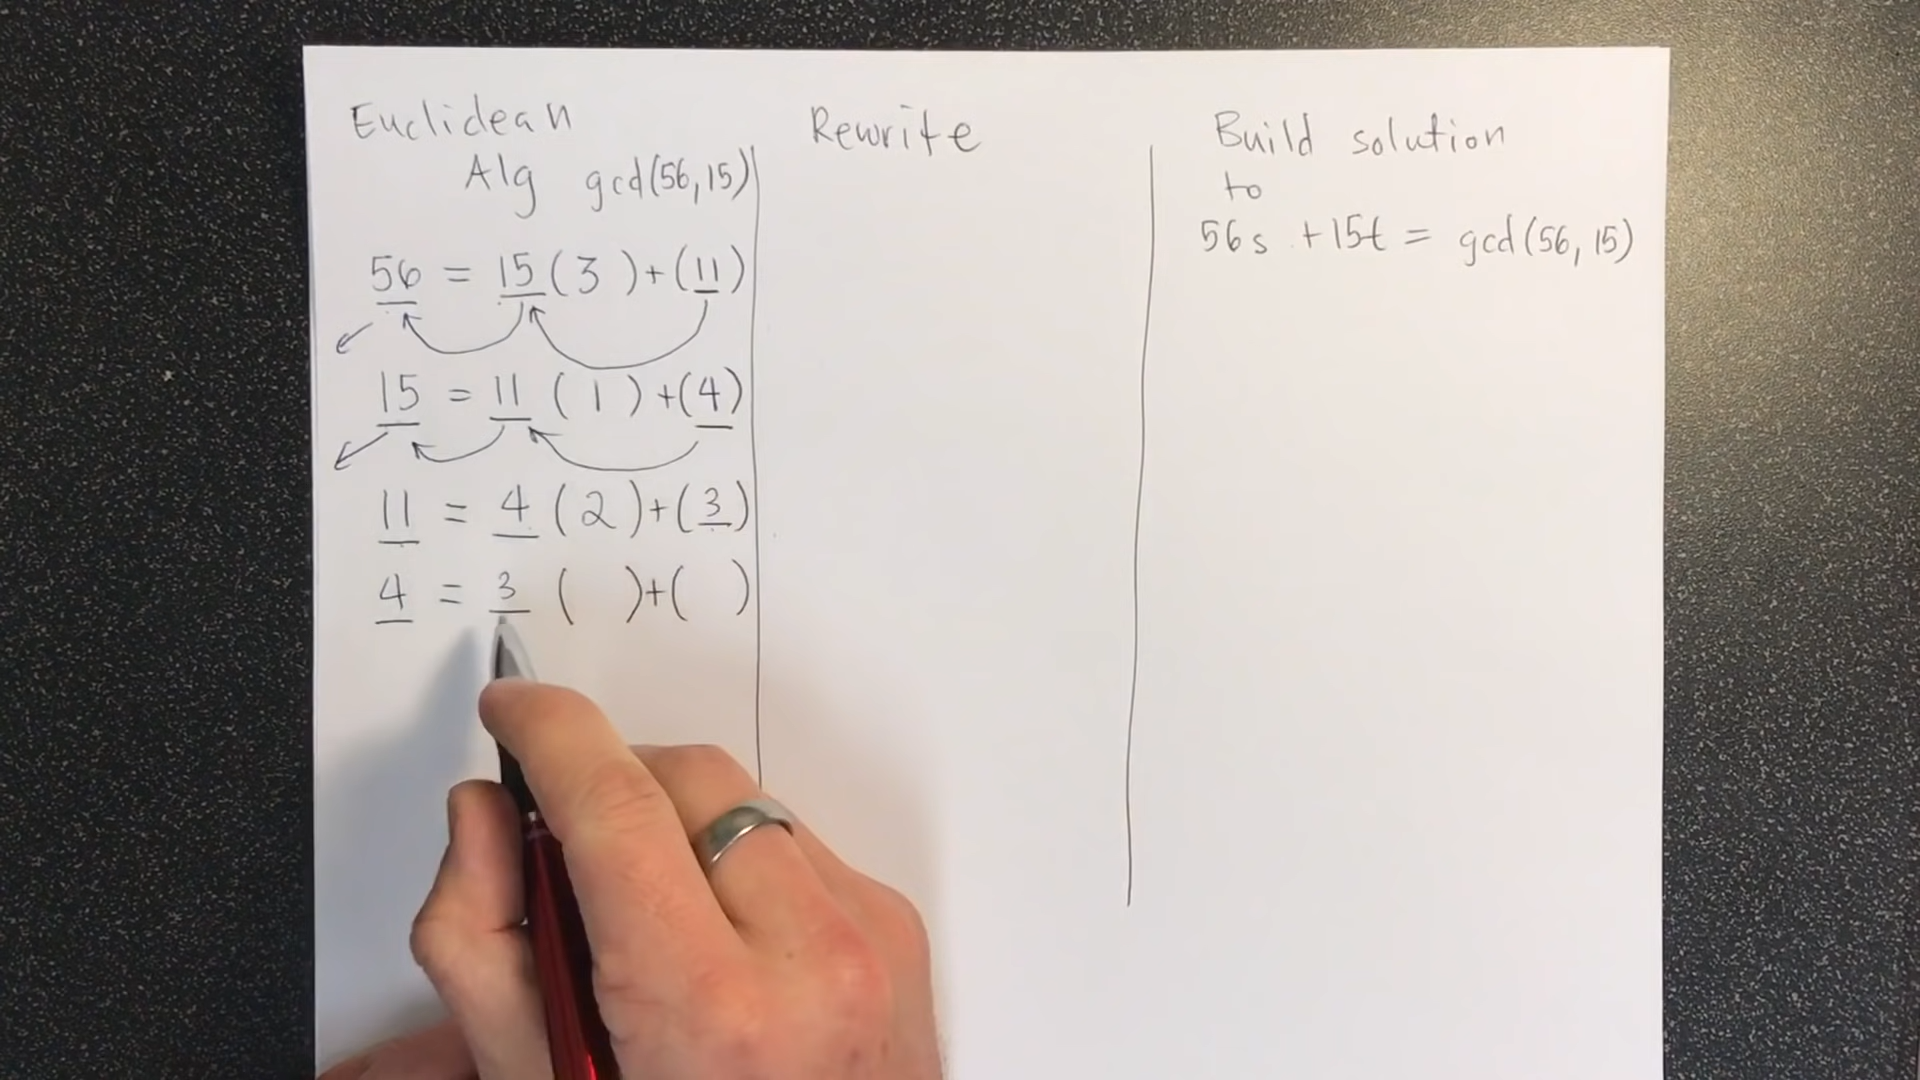 Euclidean
Alg gcd(56,15)
56 = 15(3)+(11)
15 = 11(1)+(4)
11 = 4(2)+(3)
4 = 3( )+( )
Rewrite
Build solution
to
56s +15t = gcd(56,15)